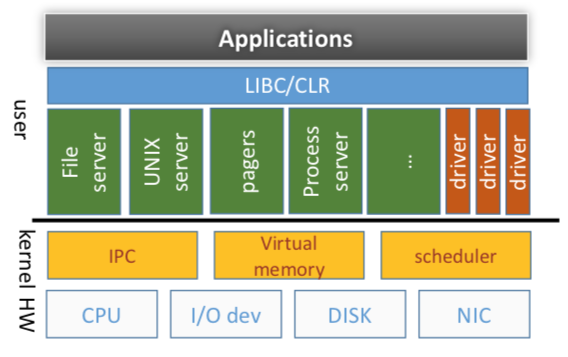 Applications
LIBC/CLR
user
File
server
UNIX
server
pagers
Process
server
...
driver
driver
driver
kernel
IPC
Virtual
memory
scheduler
HW
CPU
I/O dev
DISK
NIC